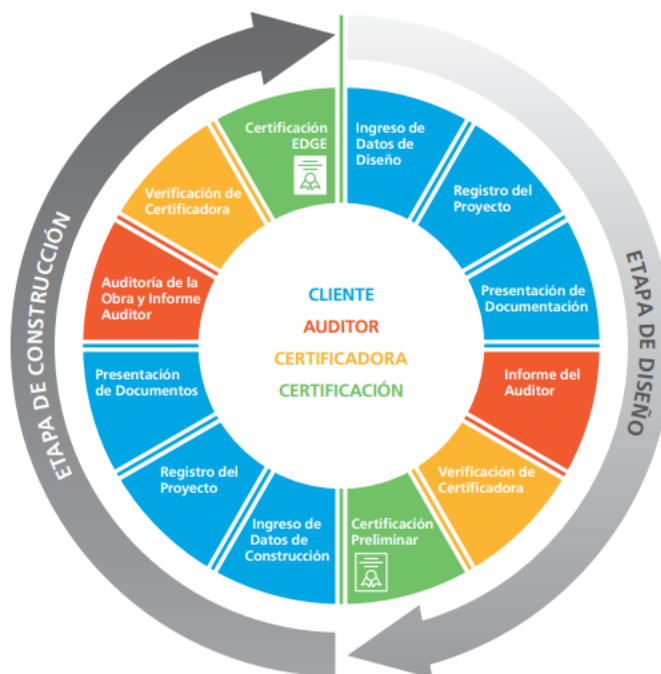 Certificación
EDGE
Ingreso de
Datos de
Diseño
Registro del
Proyecto
Presentación de
Documentación
Informe del
Auditor
Verificación de
Certificadora
Certificación
Preliminar
Ingreso de
Datos de
Construcción
Registro del
Proyecto
Presentación
de Documentos
Auditoría de la
Obra y Informe
Auditor
Verificación de
Certificadora
CLIENTE
AUDITOR
CERTIFICADORA
CERTIFICACIÓN
ETAPA DE DISEÑO
ETAPA DE CONSTRUCCIÓN